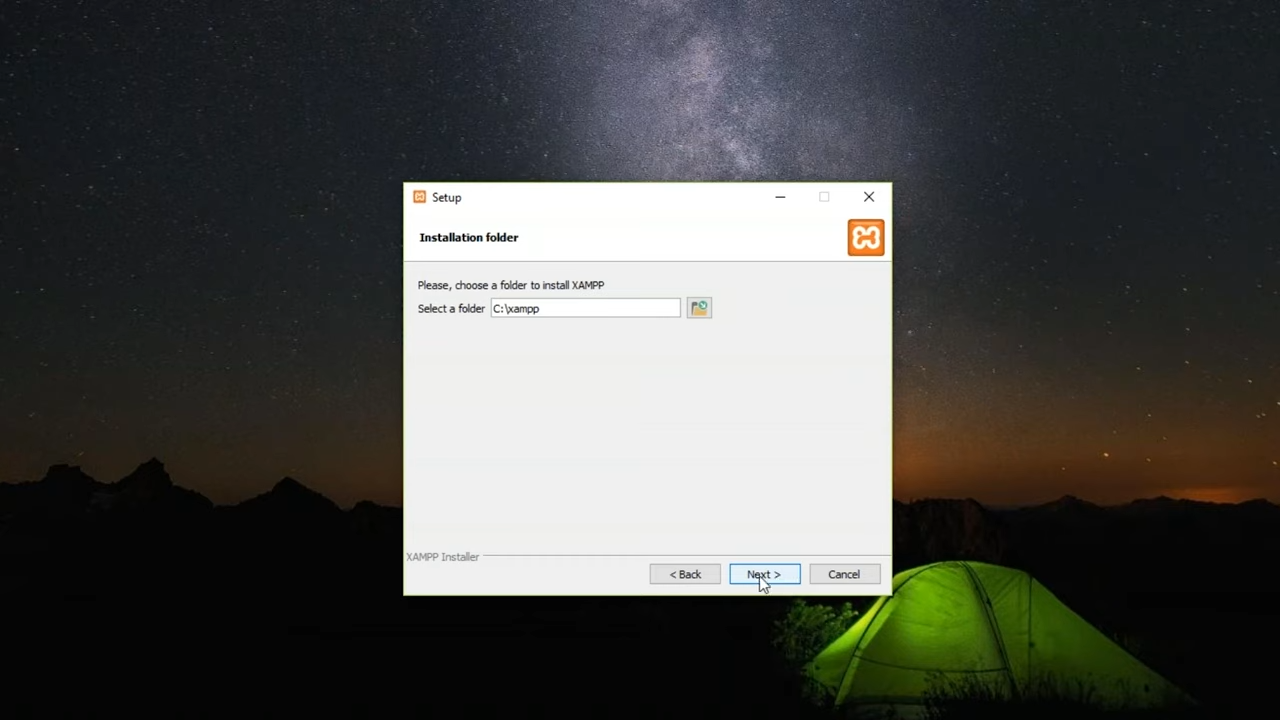 Setup
Installation folder
Please, choose a folder to install XAMPP
Select a folder C:\xampp
XAMPP Installer
< Back Next > Cancel